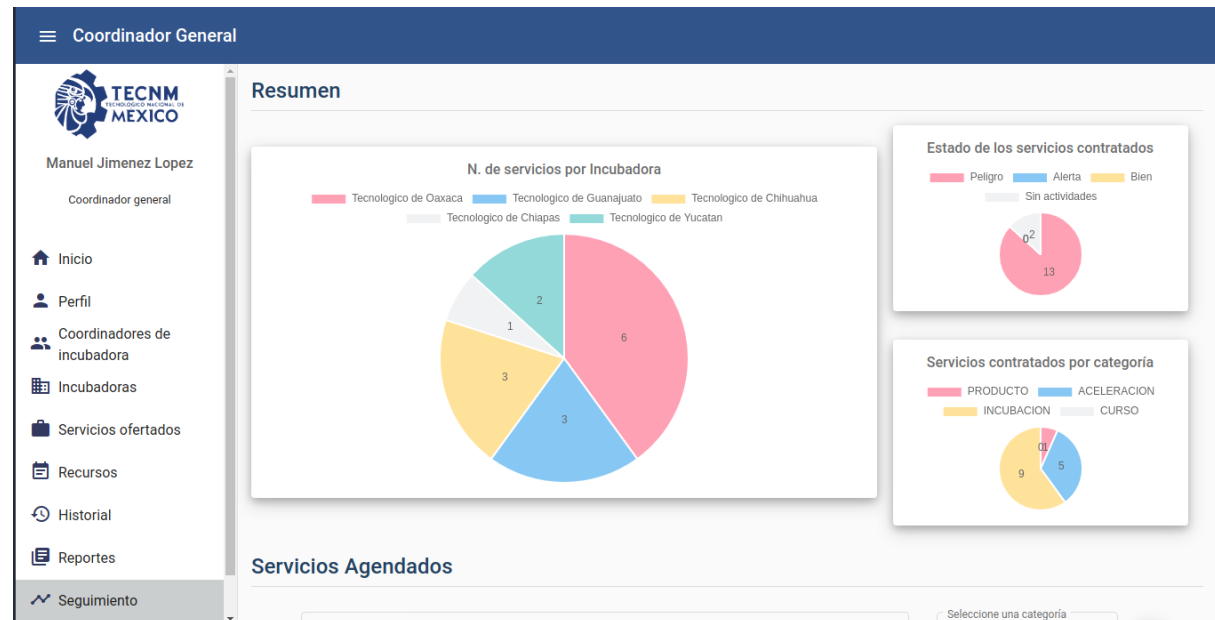 Coordinador General
TECNM
TECNOLÓGICO NACIONAL DE
MÉXICO
Manuel Jimenez Lopez
Coordinador general
Inicio
Perfil
Coordinadores de
incubadora
Incubadoras
Servicios ofertados
Recursos
Historial
Reportes
Seguimiento
Resumen
N. de servicios por Incubadora
Tecnologico de Oaxaca Tecnologico de Guanajuato Tecnologico de Chihuahua
Tecnologico de Chiapas Tecnologico de Yucatan
2
6
1
3
3
Estado de los servicios contratados
Peligro Alerta Bien
Sin actividades
0 2
13
Servicios contratados por categoría
PRODUCTO ACELERACION
INCUBACION CURSO
0 1
9 5
Servicios Agendados
Seleccione una categoría